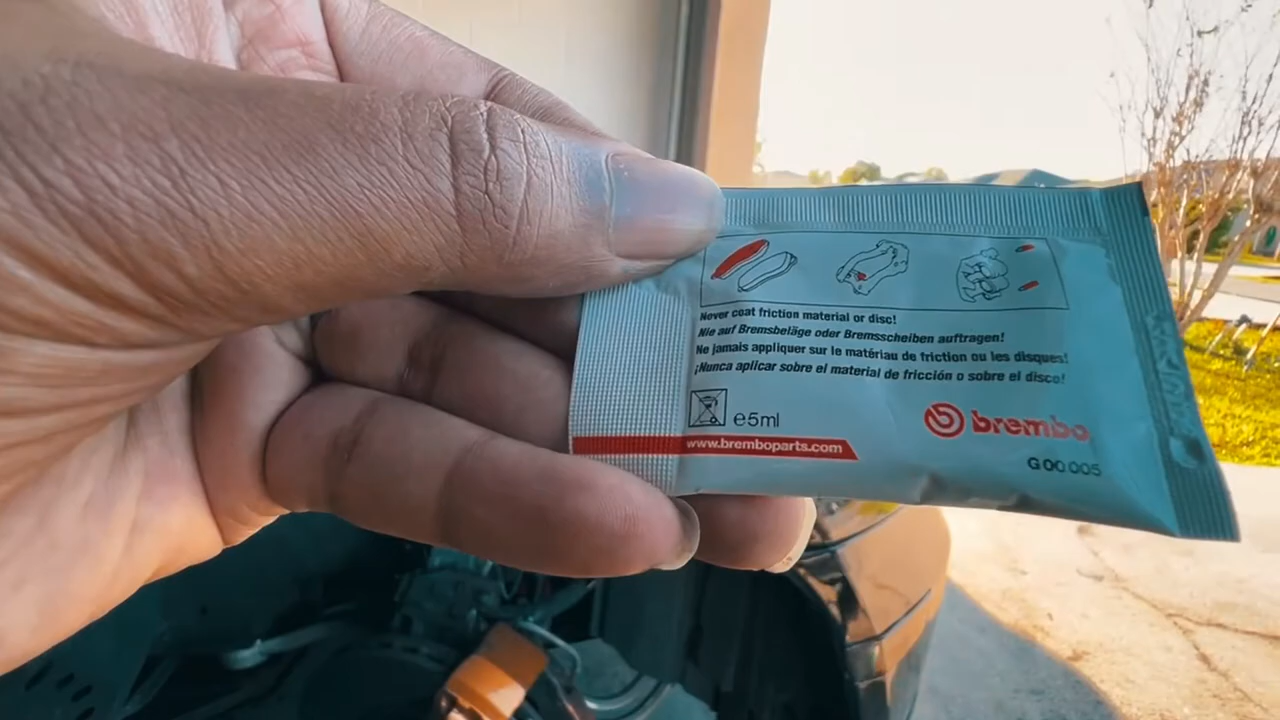 Never coat friction material or disc!
Nie auf Bremsbeläge oder Bremsscheiben auftragen!
Ne jamais appliquer sur le matériau de friction ou les disques!
¡Nunca aplicar sobre el material de fricción o sobre el disco!
℮5ml
brembo
www.bremboparts.com
G 00.005